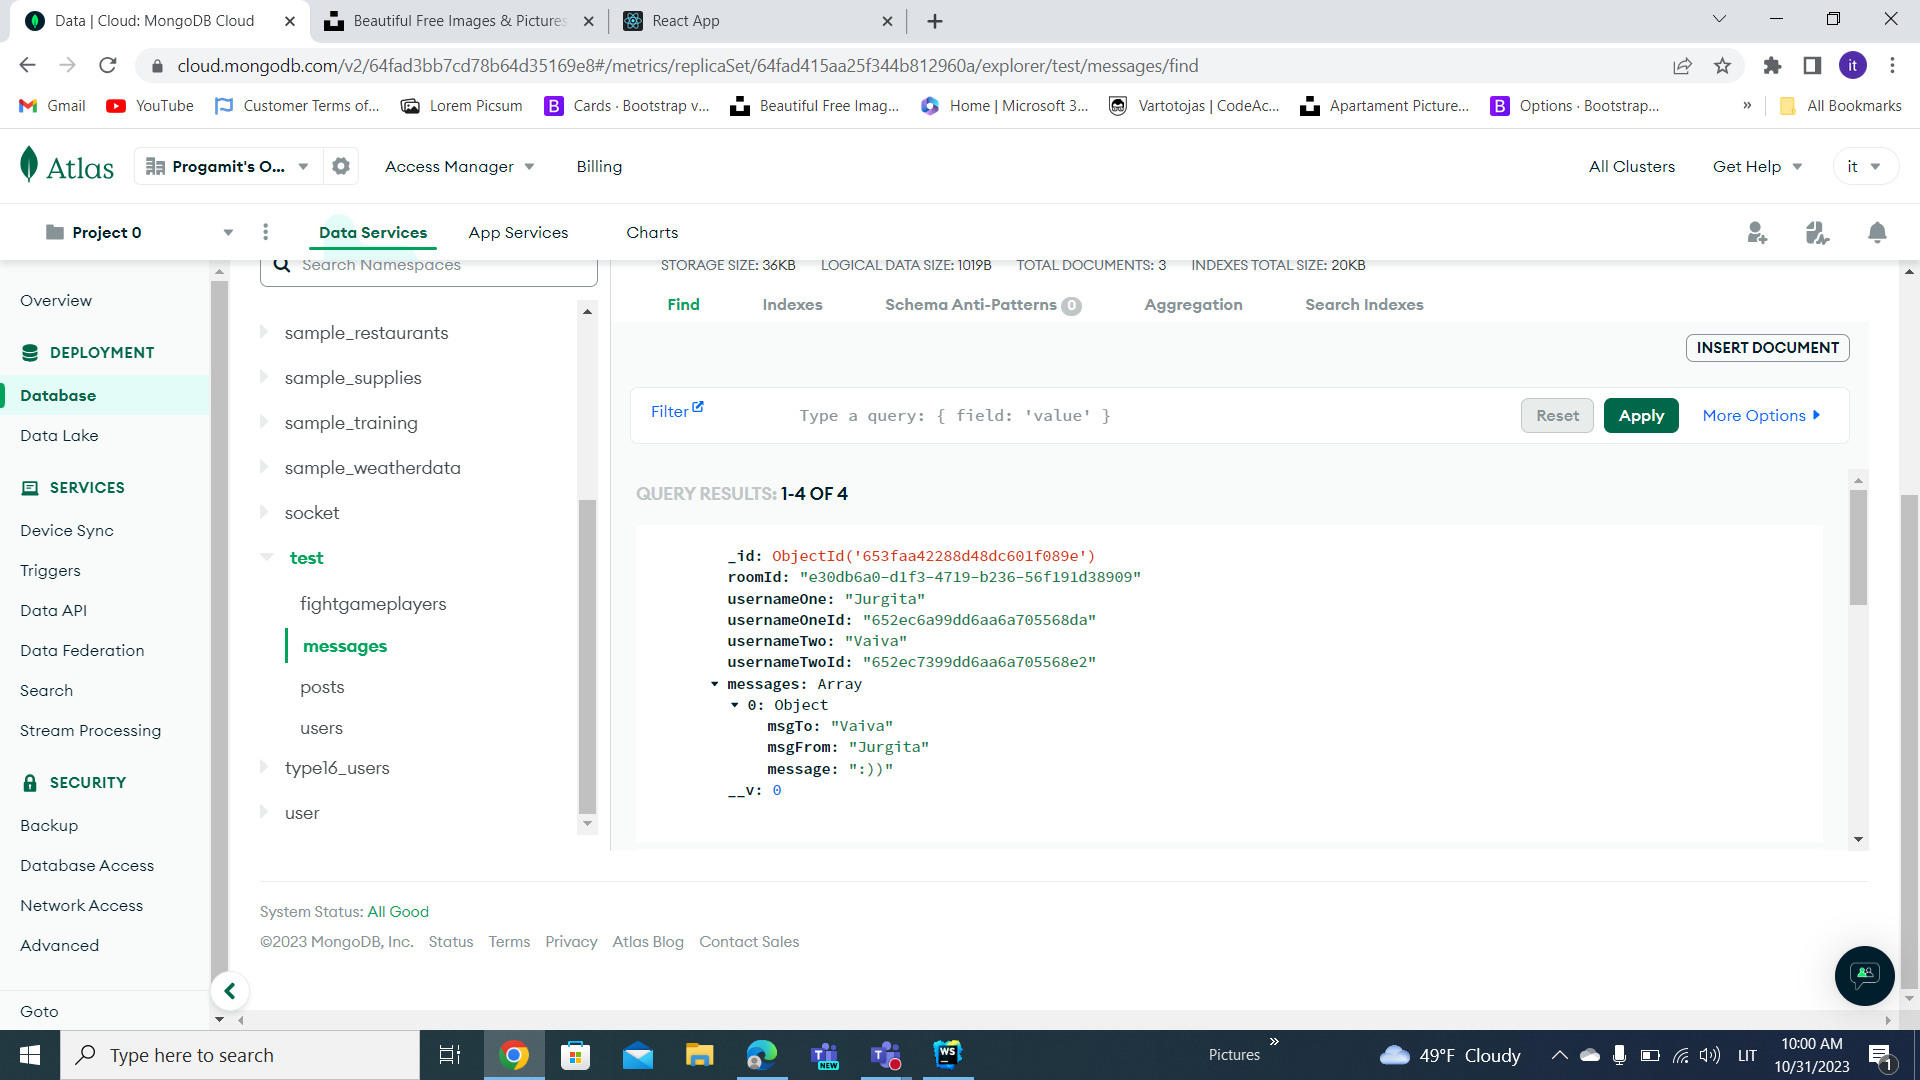 Data | Cloud: MongoDB Cloud
Beautiful Free Images & Pictures
React App
cloud.mongodb.com/v2/64fad3bb7cd78b64d35169e8#/metrics/replicaSet/64fad415aa25f344b812960a/explorer/test/messages/find
it
Gmail
YouTube
Customer Terms of...
Lorem Picsum
Cards · Bootstrap v...
Beautiful Free Imag...
Home | Microsoft 3...
Vartotojas | CodeAc...
Apartament Picture...
Options · Bootstrap...
»
All Bookmarks
Atlas
Progamit's O...
Access Manager
Billing
All Clusters
Get Help
it
Project 0
Data Services
App Services
Charts
Overview
DEPLOYMENT
Database
Data Lake
SERVICES
Device Sync
Triggers
Data API
Data Federation
Search
Stream Processing
SECURITY
Backup
Database Access
Network Access
Advanced
Goto
Search Namespaces
sample_restaurants
sample_supplies
sample_training
sample_weatherdata
socket
test
fightgameplayers
messages
posts
users
type16_users
user
STORAGE SIZE: 36KB LOGICAL DATA SIZE: 1019B TOTAL DOCUMENTS: 3 INDEXES TOTAL SIZE: 20KB
Find
Indexes
Schema Anti-Patterns 0
Aggregation
Search Indexes
INSERT DOCUMENT
Filter
Type a query: { field: 'value' }
Reset
Apply
More Options
QUERY RESULTS: 1-4 OF 4
_id: ObjectId('653faa42288d48dc601f089e')
roomId: "e30db6a0-d1f3-4719-b236-56f191d38909"
usernameOne: "Jurgita"
usernameOneId: "652ec6a99dd6aa6a705568da"
usernameTwo: "Vaiva"
usernameTwoId: "652ec7399dd6aa6a705568e2"
messages: Array
0: Object
msgTo: "Vaiva"
msgFrom: "Jurgita"
message: ":))"
__v: 0
System Status: All Good
©2023 MongoDB, Inc. Status Terms Privacy Atlas Blog Contact Sales
Type here to search
NEW
WS
Pictures
»
49°F Cloudy
LIT
10:00 AM
10/31/2023
1